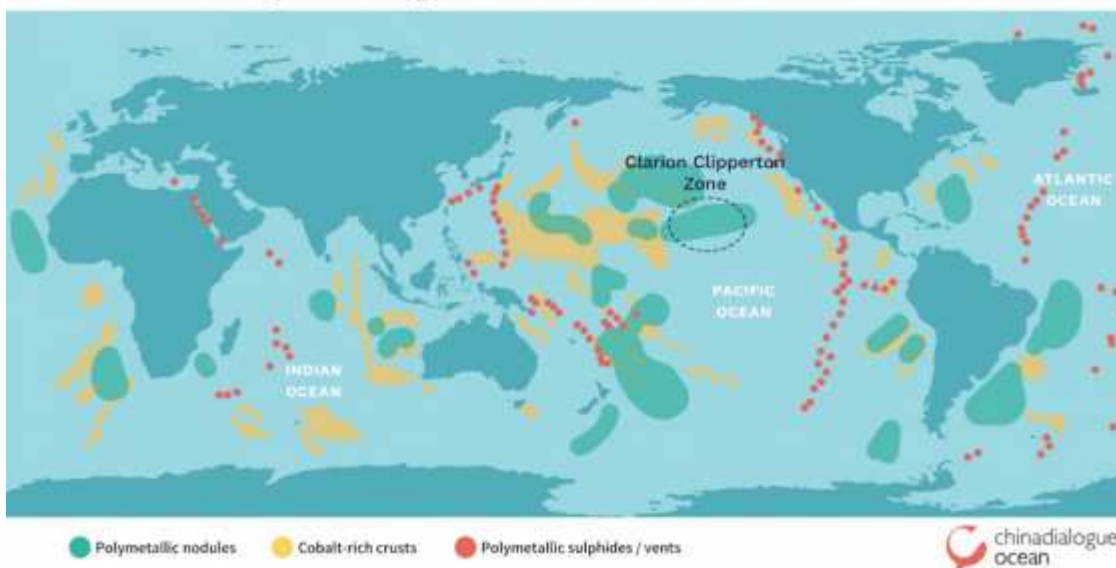 Clarion Clipperton
Zone
ATLANTIC
OCEAN
PACIFIC
OCEAN
INDIAN
OCEAN
Polymetallic nodules
Cobalt-rich crusts
Polymetallic sulphides / vents
chinadialogue
ocean